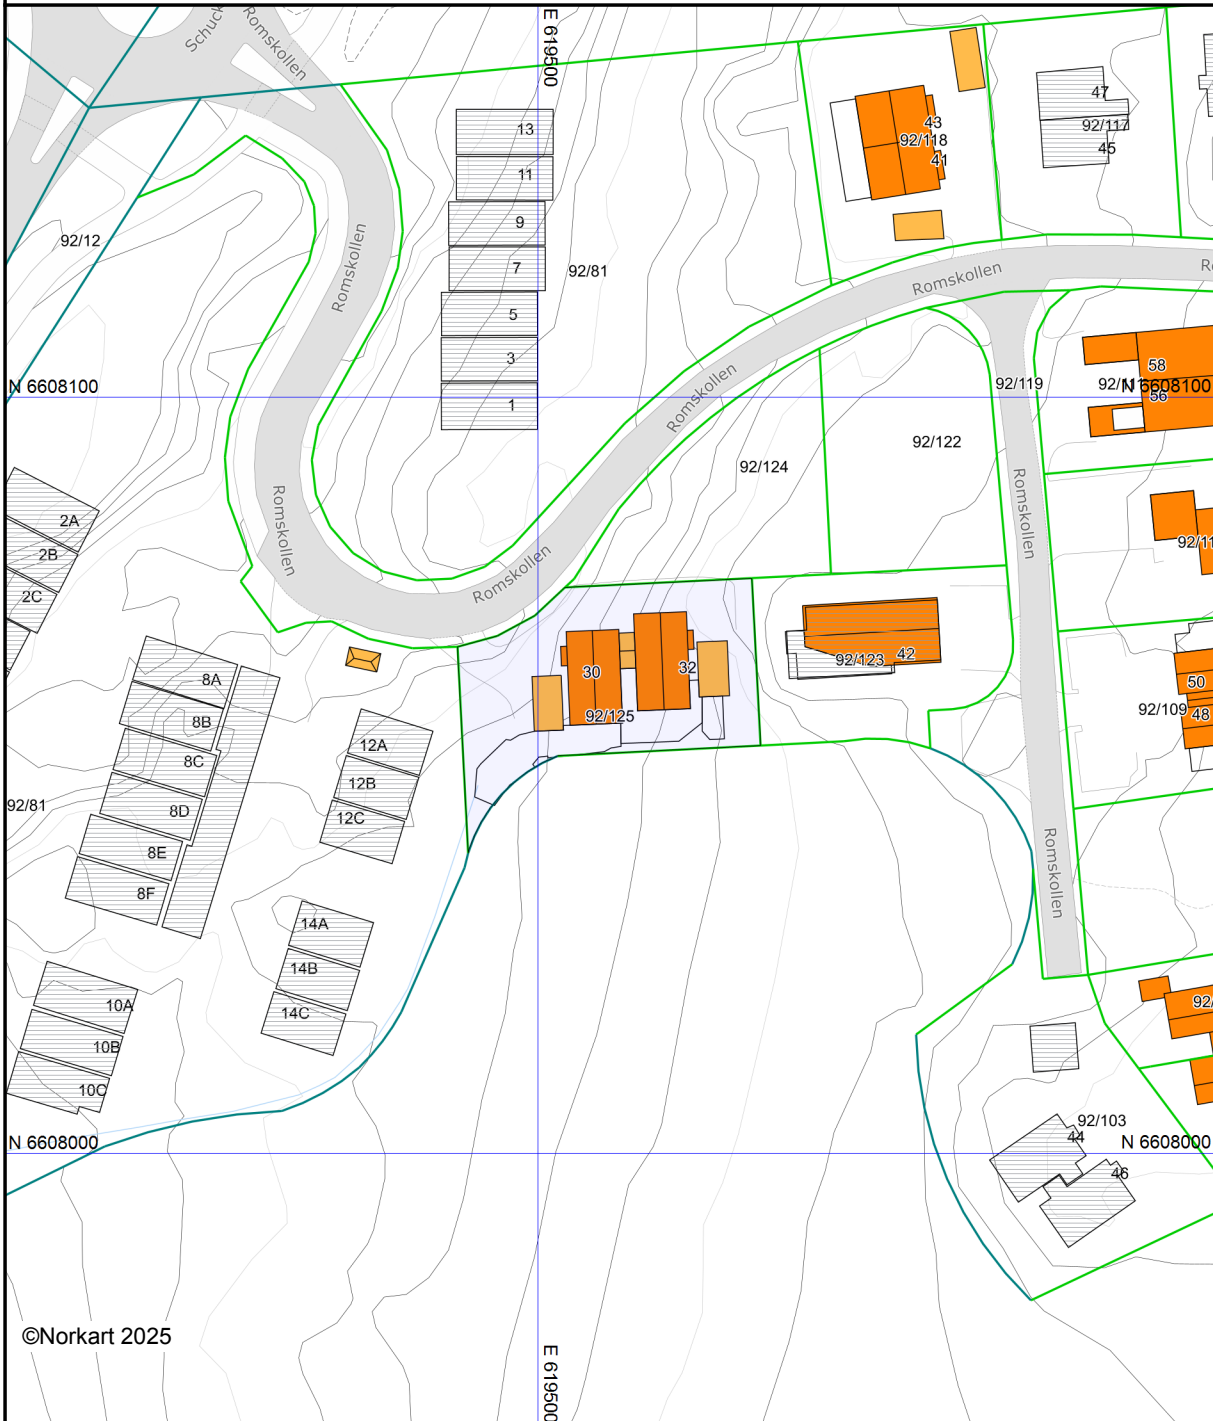 Schuck
Romskollen
E 619500
13
11
9
7
5
3
1
92/81
92/12
Romskollen
43
92/118
41
47
92/117
45
Romskollen
N 6608100
Romskollen
92/119
58
N 6608100
56
92/122
92/124
Romskollen
Romskollen
Romskollen
2A
2B
2C
30
32
92/125
92/123
42
50
92/109
48
8A
8B
8C
8D
8E
8F
12A
12B
12C
92/81
Romskollen
14A
14B
14C
10A
10B
10C
N 6608000
92/103
44
N 6608000
46
©Norkart 2025
E 619500